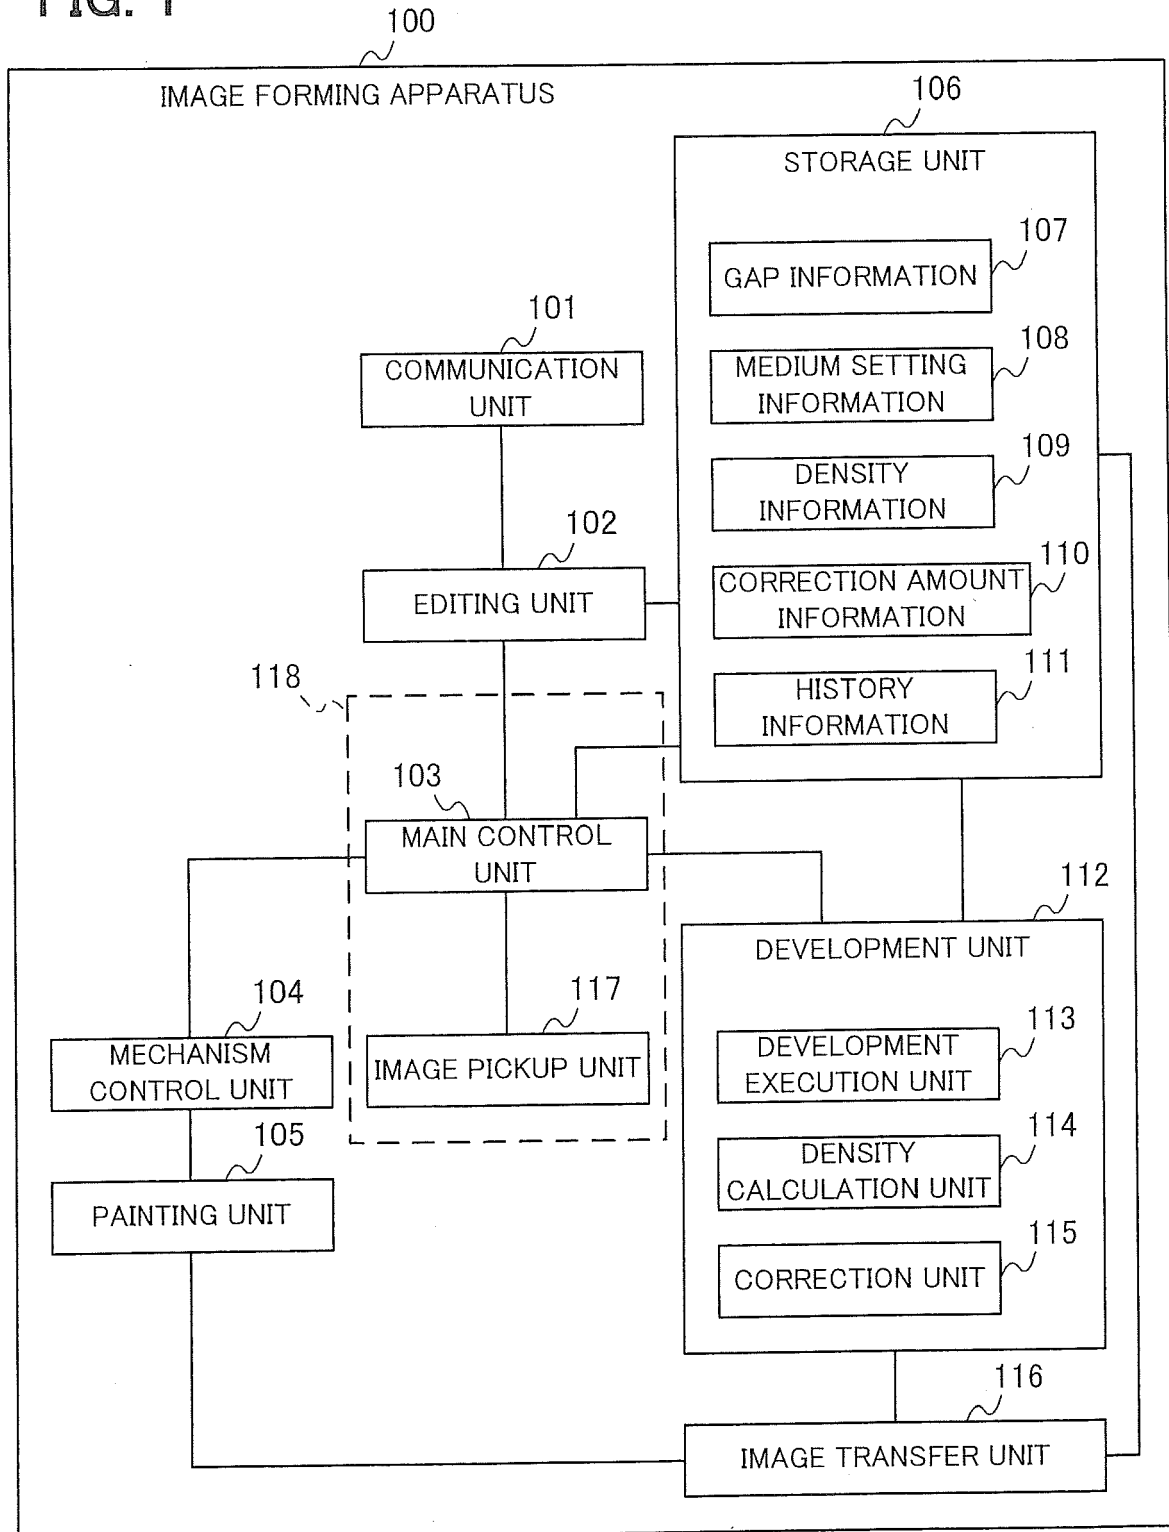 FIG. 1
100
IMAGE FORMING APPARATUS
106
STORAGE UNIT
107
GAP INFORMATION
101
COMMUNICATION
UNIT
108
MEDIUM SETTING
INFORMATION
109
DENSITY
INFORMATION
102
EDITING UNIT
110
CORRECTION AMOUNT
INFORMATION
111
HISTORY
INFORMATION
118
103
MAIN CONTROL
UNIT
112
DEVELOPMENT UNIT
104
MECHANISM
CONTROL UNIT
117
IMAGE PICKUP UNIT
113
DEVELOPMENT
EXECUTION UNIT
105
PAINTING UNIT
114
DENSITY
CALCULATION UNIT
115
CORRECTION UNIT
116
IMAGE TRANSFER UNIT